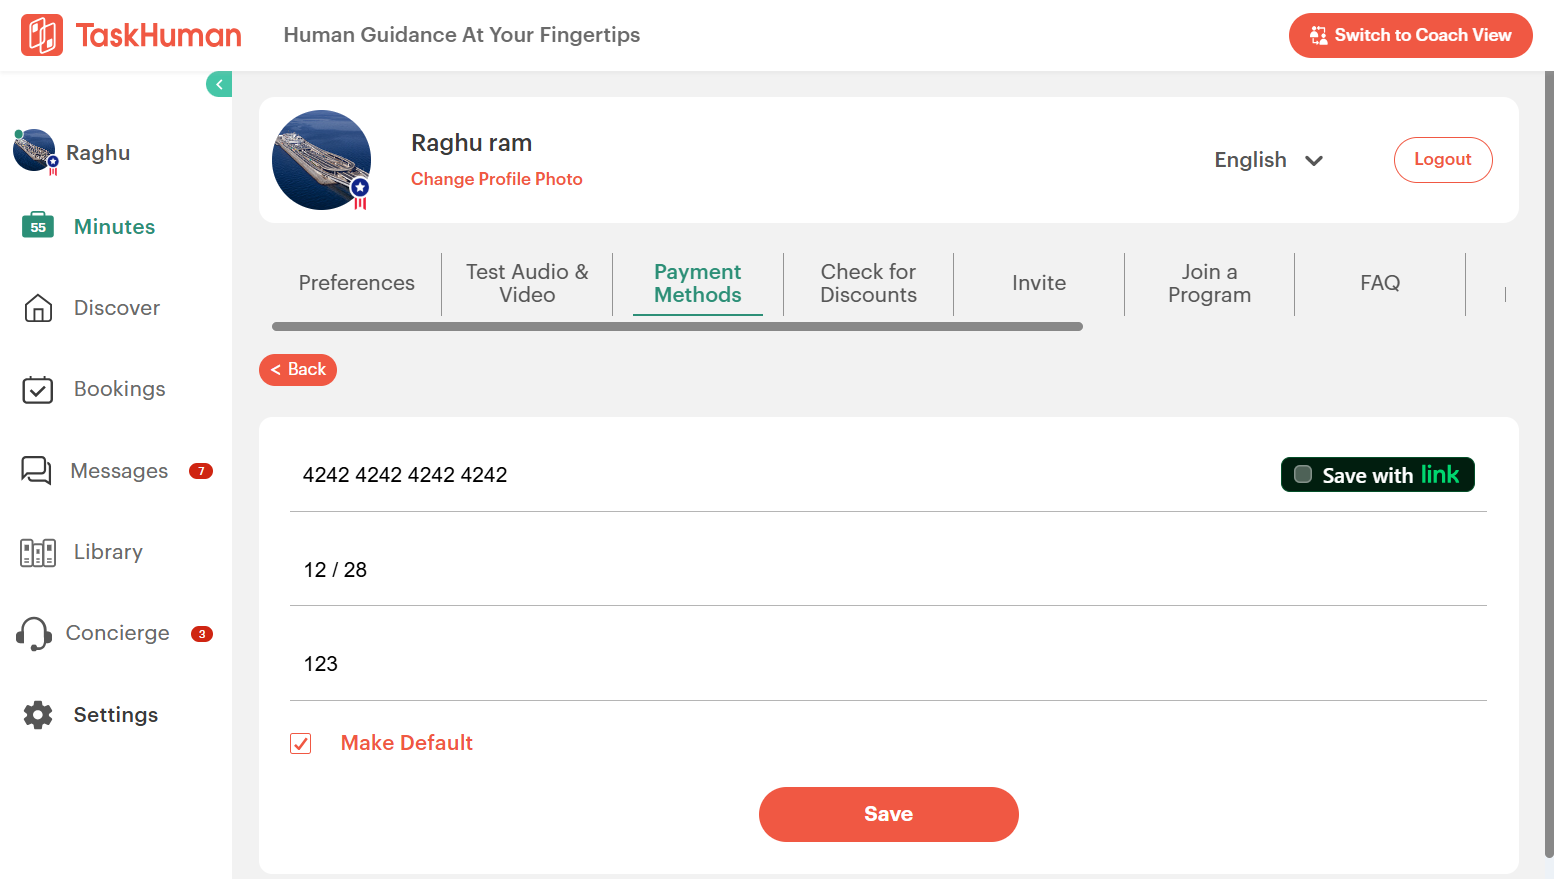 TaskHuman
Human Guidance At Your Fingertips
Switch to Coach View
Raghu
55
Minutes
Discover
Bookings
Messages
7
Library
Concierge
3
Settings
Raghu ram
Change Profile Photo
English
Logout
Preferences
Test Audio &
Video
Payment
Methods
Check for
Discounts
Invite
Join a
Program
FAQ
< Back
4242 4242 4242 4242
Save with link
12 / 28
123
Make Default
Save